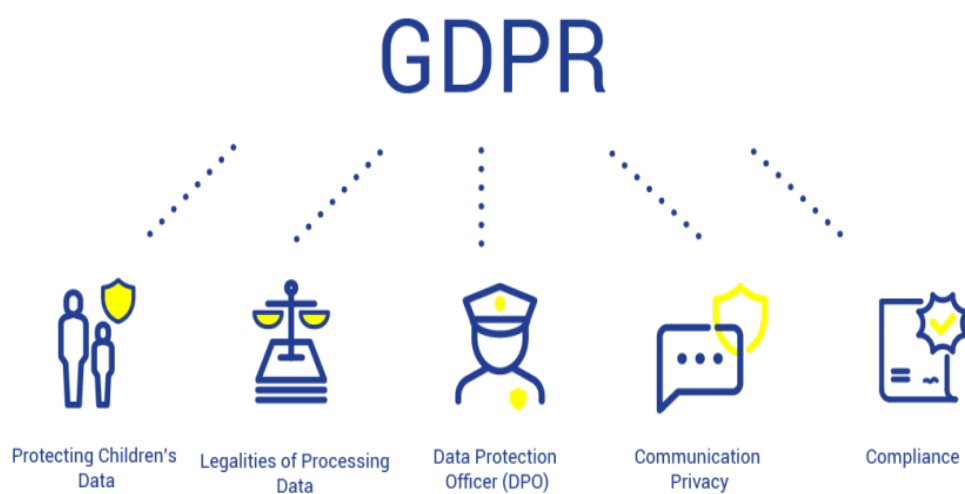 GDPR
Protecting Children's
Data
Legalities of Processing
Data
Data Protection
Officer (DPO)
Communication
Privacy
Compliance